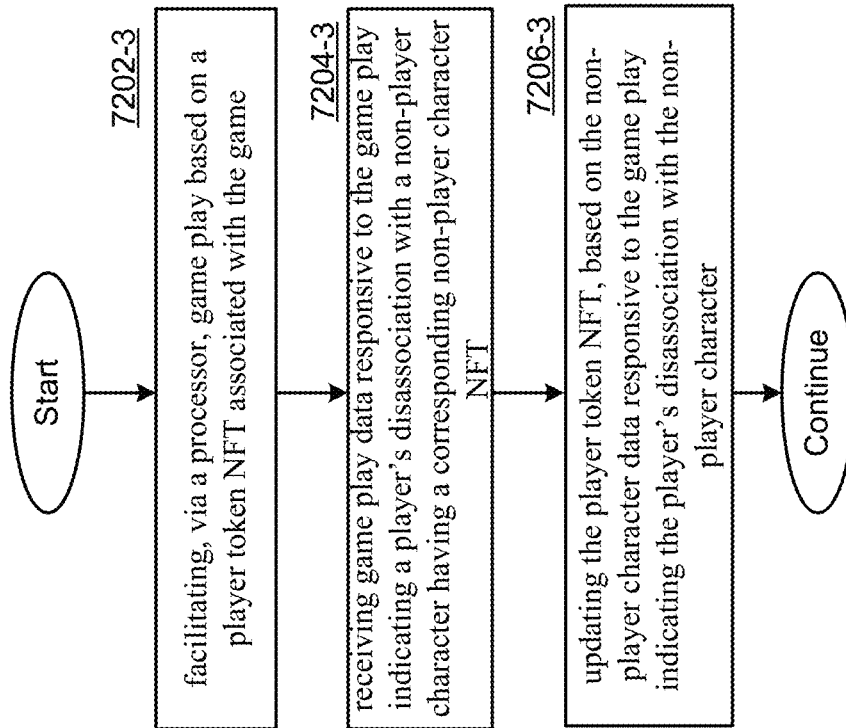 Start
7202-3
facilitating, via a processor, game play based on a
player token NFT associated with the game
7204-3
receiving game play data responsive to the game play
indicating a player's disassociation with a non-player
character having a corresponding non-player character
NFT
7206-3
updating the player token NFT, based on the non-
player character data responsive to the game play
indicating the player's disassociation with the non-
player character
Continue